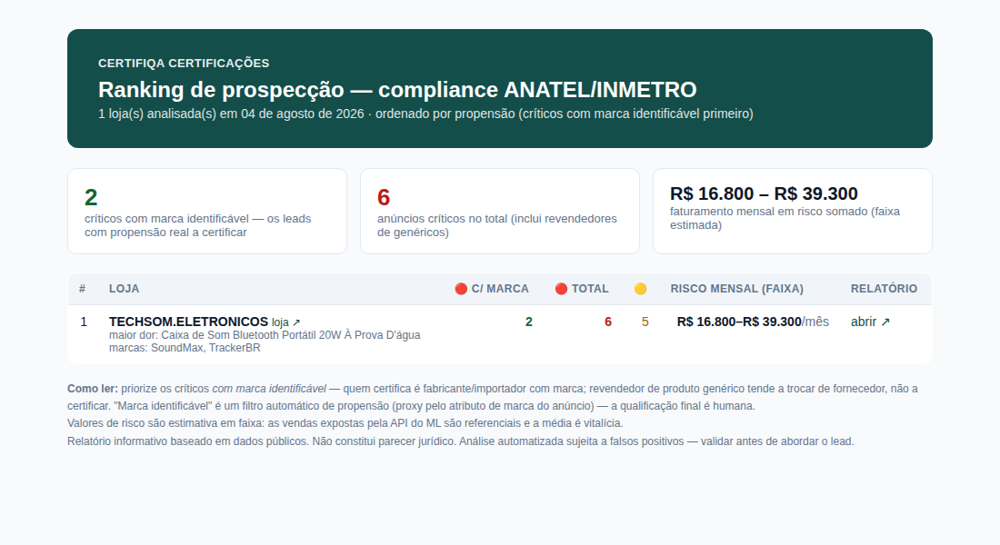 CERTIFIQA CERTIFICAÇÕES
Ranking de prospecção — compliance ANATEL/INMETRO
1 loja(s) analisada(s) em 04 de agosto de 2026 · ordenado por propensão (críticos com marca identificável primeiro)
2
críticos com marca identificável — os leads
com propensão real a certificar
6
anúncios críticos no total (inclui revendedores
de genéricos)
R$ 16.800 – R$ 39.300
faturamento mensal em risco somado (faixa
estimada)
# LOJA 🔴 C/ MARCA 🔴 TOTAL 🟡 RISCO MENSAL (FAIXA) RELATÓRIO
1 TECHSOM.ELETRONICOS loja ↗ 2 6 5 R$ 16.800–R$ 39.300/mês abrir ↗
maior dor: Caixa de Som Bluetooth Portátil 20W À Prova D'água
marcas: SoundMax, TrackerBR
Como ler: priorize os críticos com marca identificável — quem certifica é fabricante/importador com marca; revendedor de produto genérico tende a trocar de fornecedor, não a
certificar. "Marca identificável" é um filtro automático de propensão (proxy pelo atributo de marca do anúncio) — a qualificação final é humana.
Valores de risco são estimativa em faixa: as vendas expostas pela API do ML são referenciais e a média é vitalícia.
Relatório informativo baseado em dados públicos. Não constitui parecer jurídico. Análise automatizada sujeita a falsos positivos — validar antes de abordar o lead.